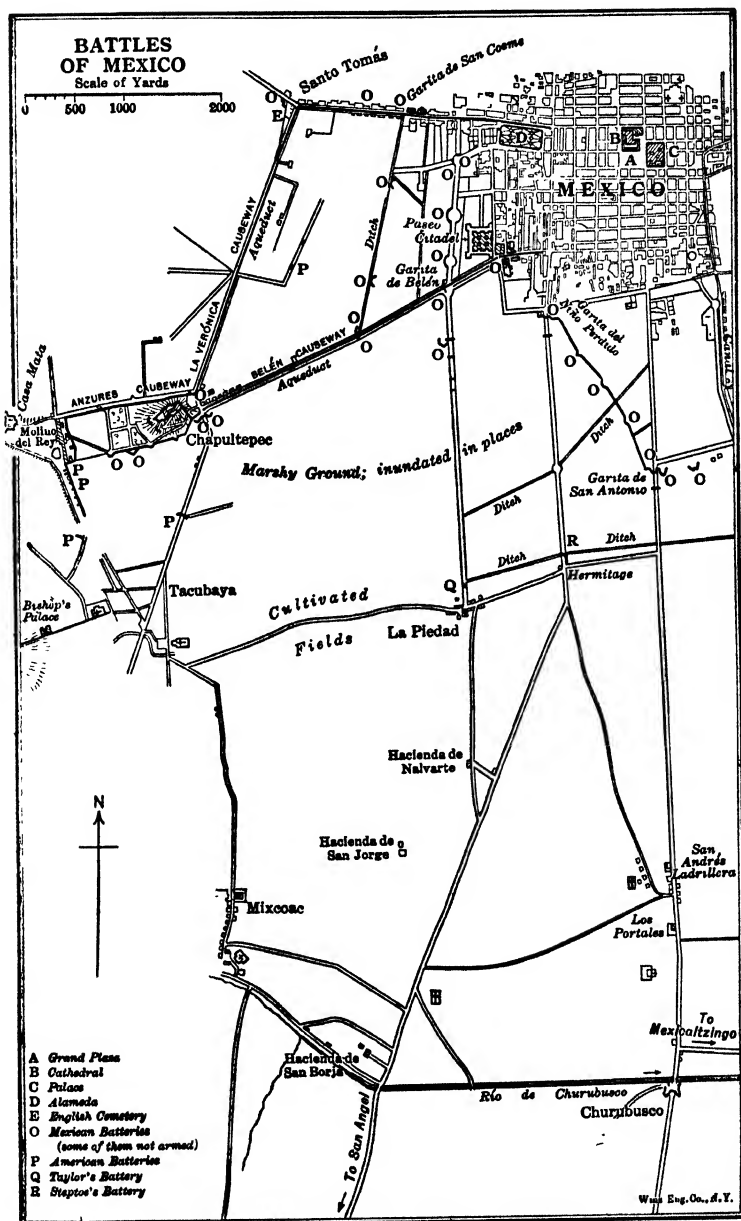 BATTLES
OF MEXICO
Scale of Yards
0 500 1000 2000
Santo Tomás
Garita de San Cosme
O
O
O
E
D
B
A
C
MEXICO
O
O
CAUSEWAY
Aqueduct
LA VERÓNICA
Ditch
Paseo
Citadel
Garita
de Belén
P
O
O
O
O
O
O
BELÉN CAUSEWAY
Aqueduct
Garita del
Niño Perdido
Canal
Casa Mata
ANZURES CAUSEWAY
Molino
del Rey
Chapultepec
O
O
O
O
P
P
P
P
Marshy Ground; inundated in places
Ditch
Ditch
Garita de
San Antonio
O
O
O
O
O
O
R
Ditch
Ditch
Hermitage
Q
Tacubaya
Bishop's
Palace
Cultivated
Fields
La Piedad
Hacienda de
Nalvarte
N
Hacienda de
San Jorge
San
Andrés
Ladrillera
Mixcoac
Los
Portales
To
Mexicaltzingo
Hacienda de
San Borja
Río de Churubusco
Churubusco
To San Angel
A Grand Plaza
B Cathedral
C Palace
D Alameda
E English Cemetery
O Mexican Batteries
(some of them not armed)
P American Batteries
Q Taylor's Battery
R Steptoe's Battery
Eng. Co., N.Y.